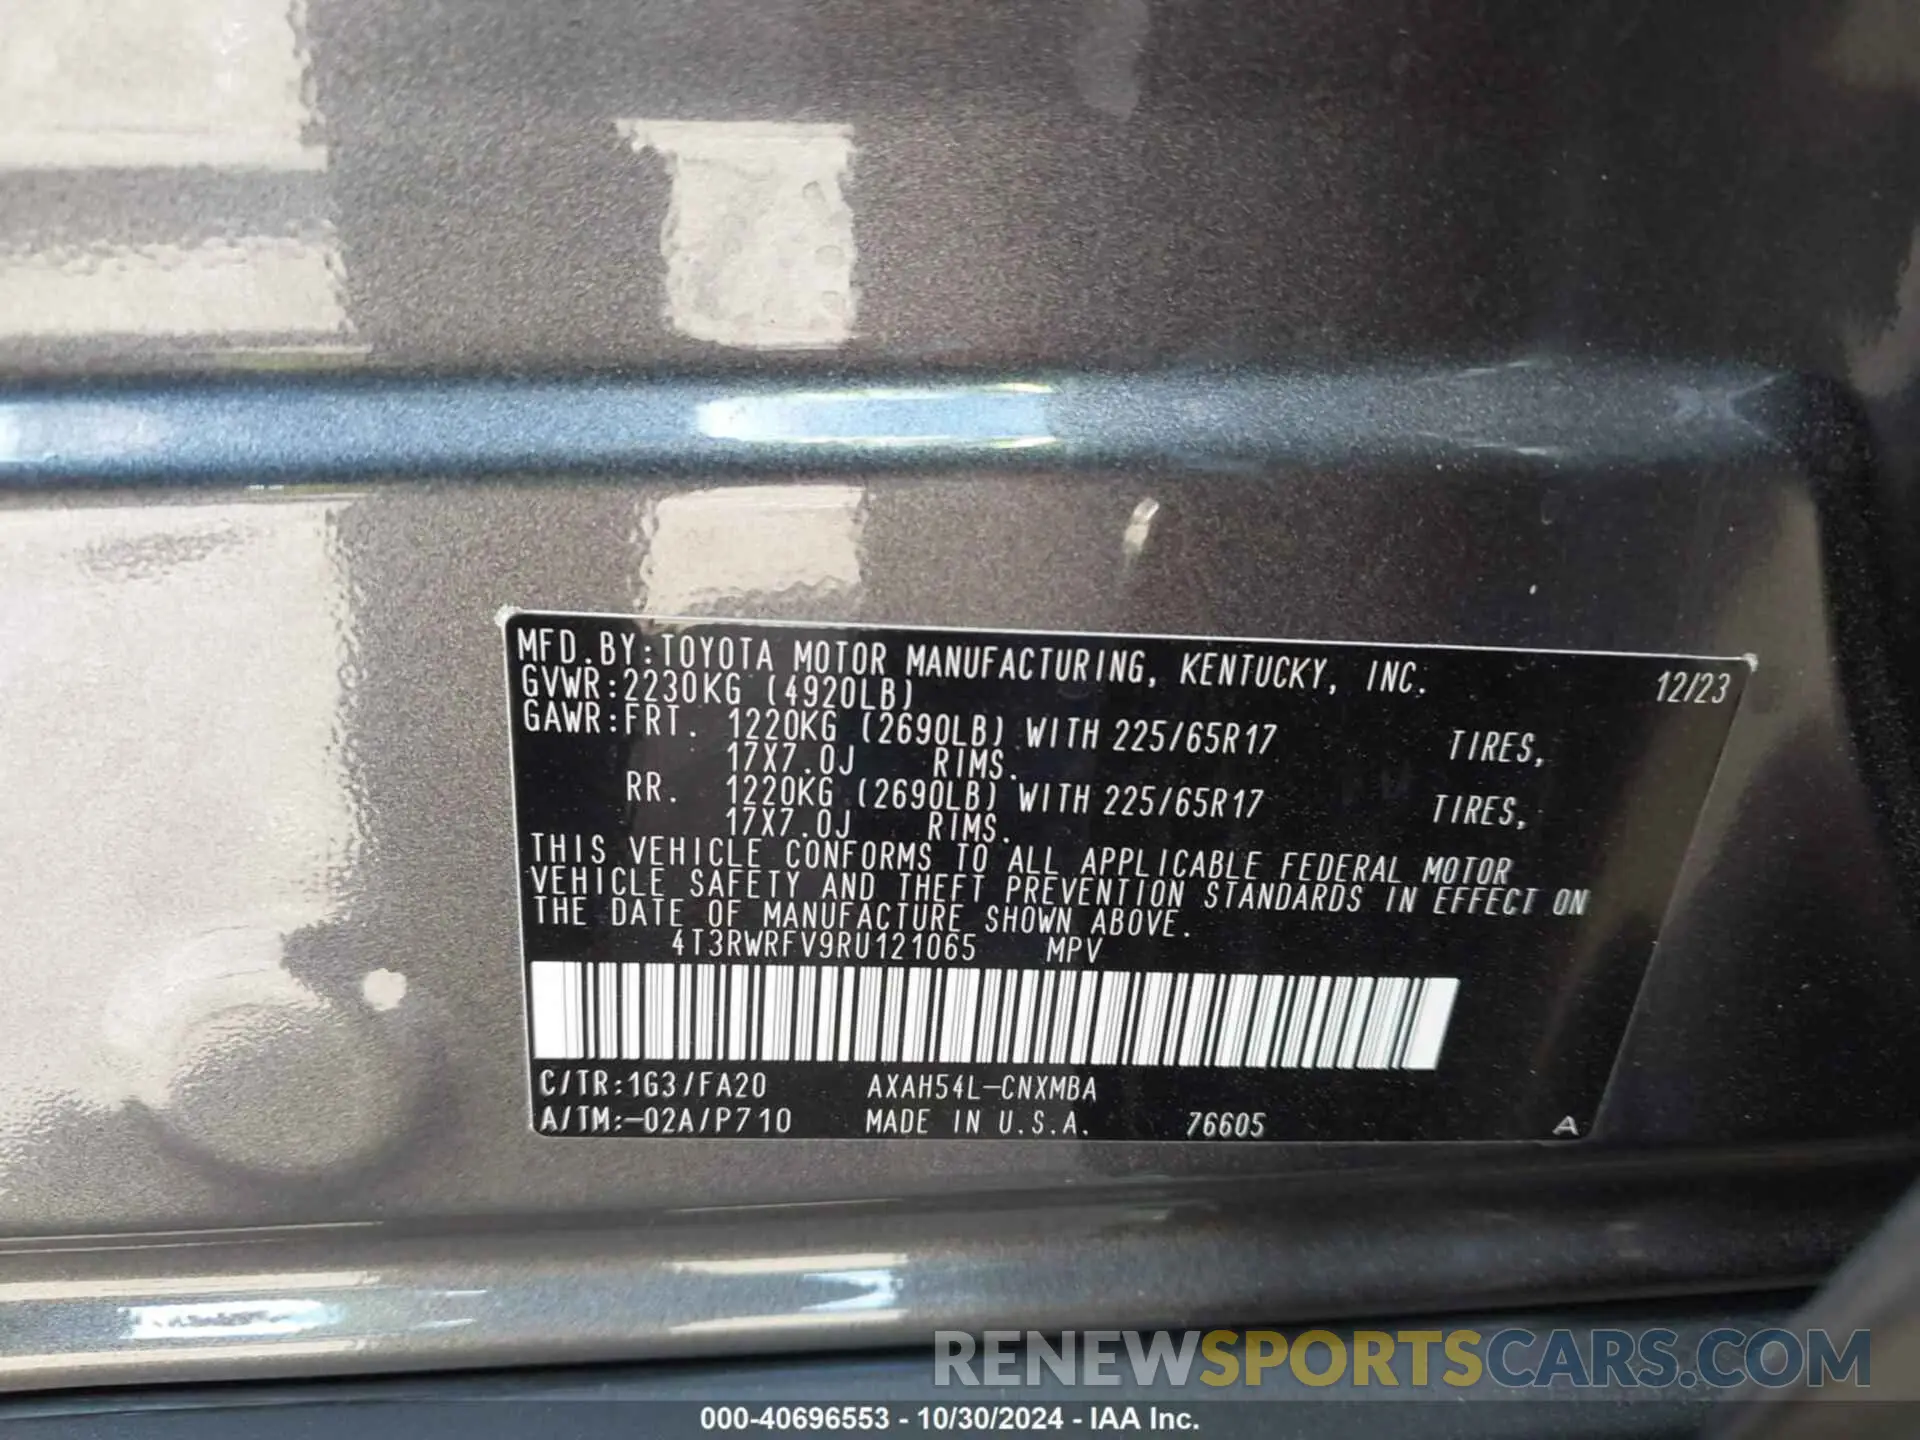 MFD.BY:TOYOTA MOTOR MANUFACTURING, KENTUCKY, INC. 12/23
GVWR:2230KG (4920LB)
GAWR:FRT. 1220KG (2690LB) WITH 225/65R17 TIRES,
17X7.0J RIMS.
RR. 1220KG (2690LB) WITH 225/65R17 TIRES,
17X7.0J RIMS.
THIS VEHICLE CONFORMS TO ALL APPLICABLE FEDERAL MOTOR
VEHICLE SAFETY AND THEFT PREVENTION STANDARDS IN EFFECT ON
THE DATE OF MANUFACTURE SHOWN ABOVE.
4T3RWRFV9RU121065 MPV
C/TR:1G3/FA20 AXAH54L-CNXMBA
A/TM:-02A/P710 MADE IN U.S.A. 76605 A
RENEWSPORTSCARS.COM
000-40696553 - 10/30/2024 - IAA Inc.